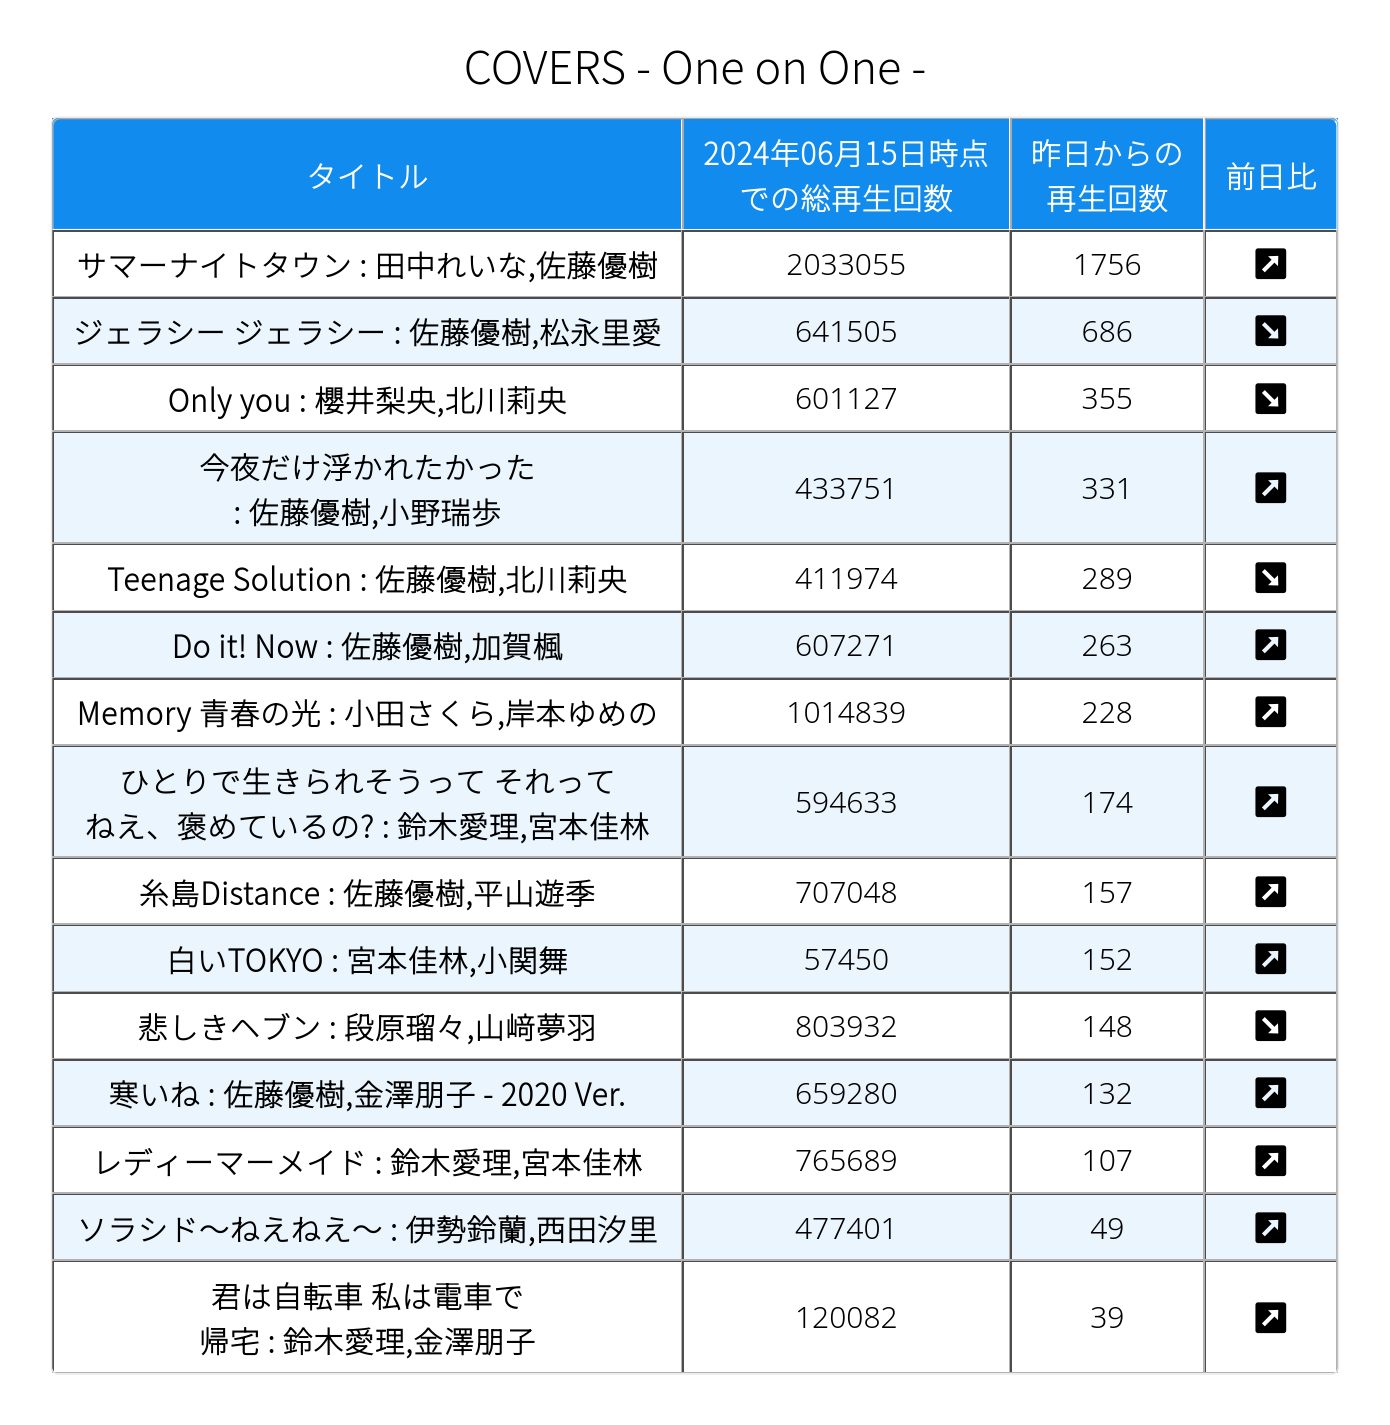 COVERS - One on One -
タイトル
2024年06月15日時点
での総再生回数
昨日からの
再生回数
前日比
サマーナイトタウン : 田中れいな,佐藤優樹 2033055 1756
ジェラシー ジェラシー : 佐藤優樹,松永里愛 641505 686
Only you : 櫻井梨央,北川莉央 601127 355
今夜だけ浮かれたかった
: 佐藤優樹,小野瑞歩 433751 331
Teenage Solution : 佐藤優樹,北川莉央 411974 289
Do it! Now : 佐藤優樹,加賀楓 607271 263
Memory 青春の光 : 小田さくら,岸本ゆめの 1014839 228
ひとりで生きられそうって それって
ねえ、褒めているの? : 鈴木愛理,宮本佳林 594633 174
糸島Distance : 佐藤優樹,平山遊季 707048 157
白いTOKYO : 宮本佳林,小関舞 57450 152
悲しきヘブン : 段原瑠々,山﨑夢羽 803932 148
寒いね : 佐藤優樹,金澤朋子 - 2020 Ver. 659280 132
レディーマーメイド : 鈴木愛理,宮本佳林 765689 107
ソラシド～ねえねえ～ : 伊勢鈴蘭,西田汐里 477401 49
君は自転車 私は電車で
帰宅 : 鈴木愛理,金澤朋子 120082 39